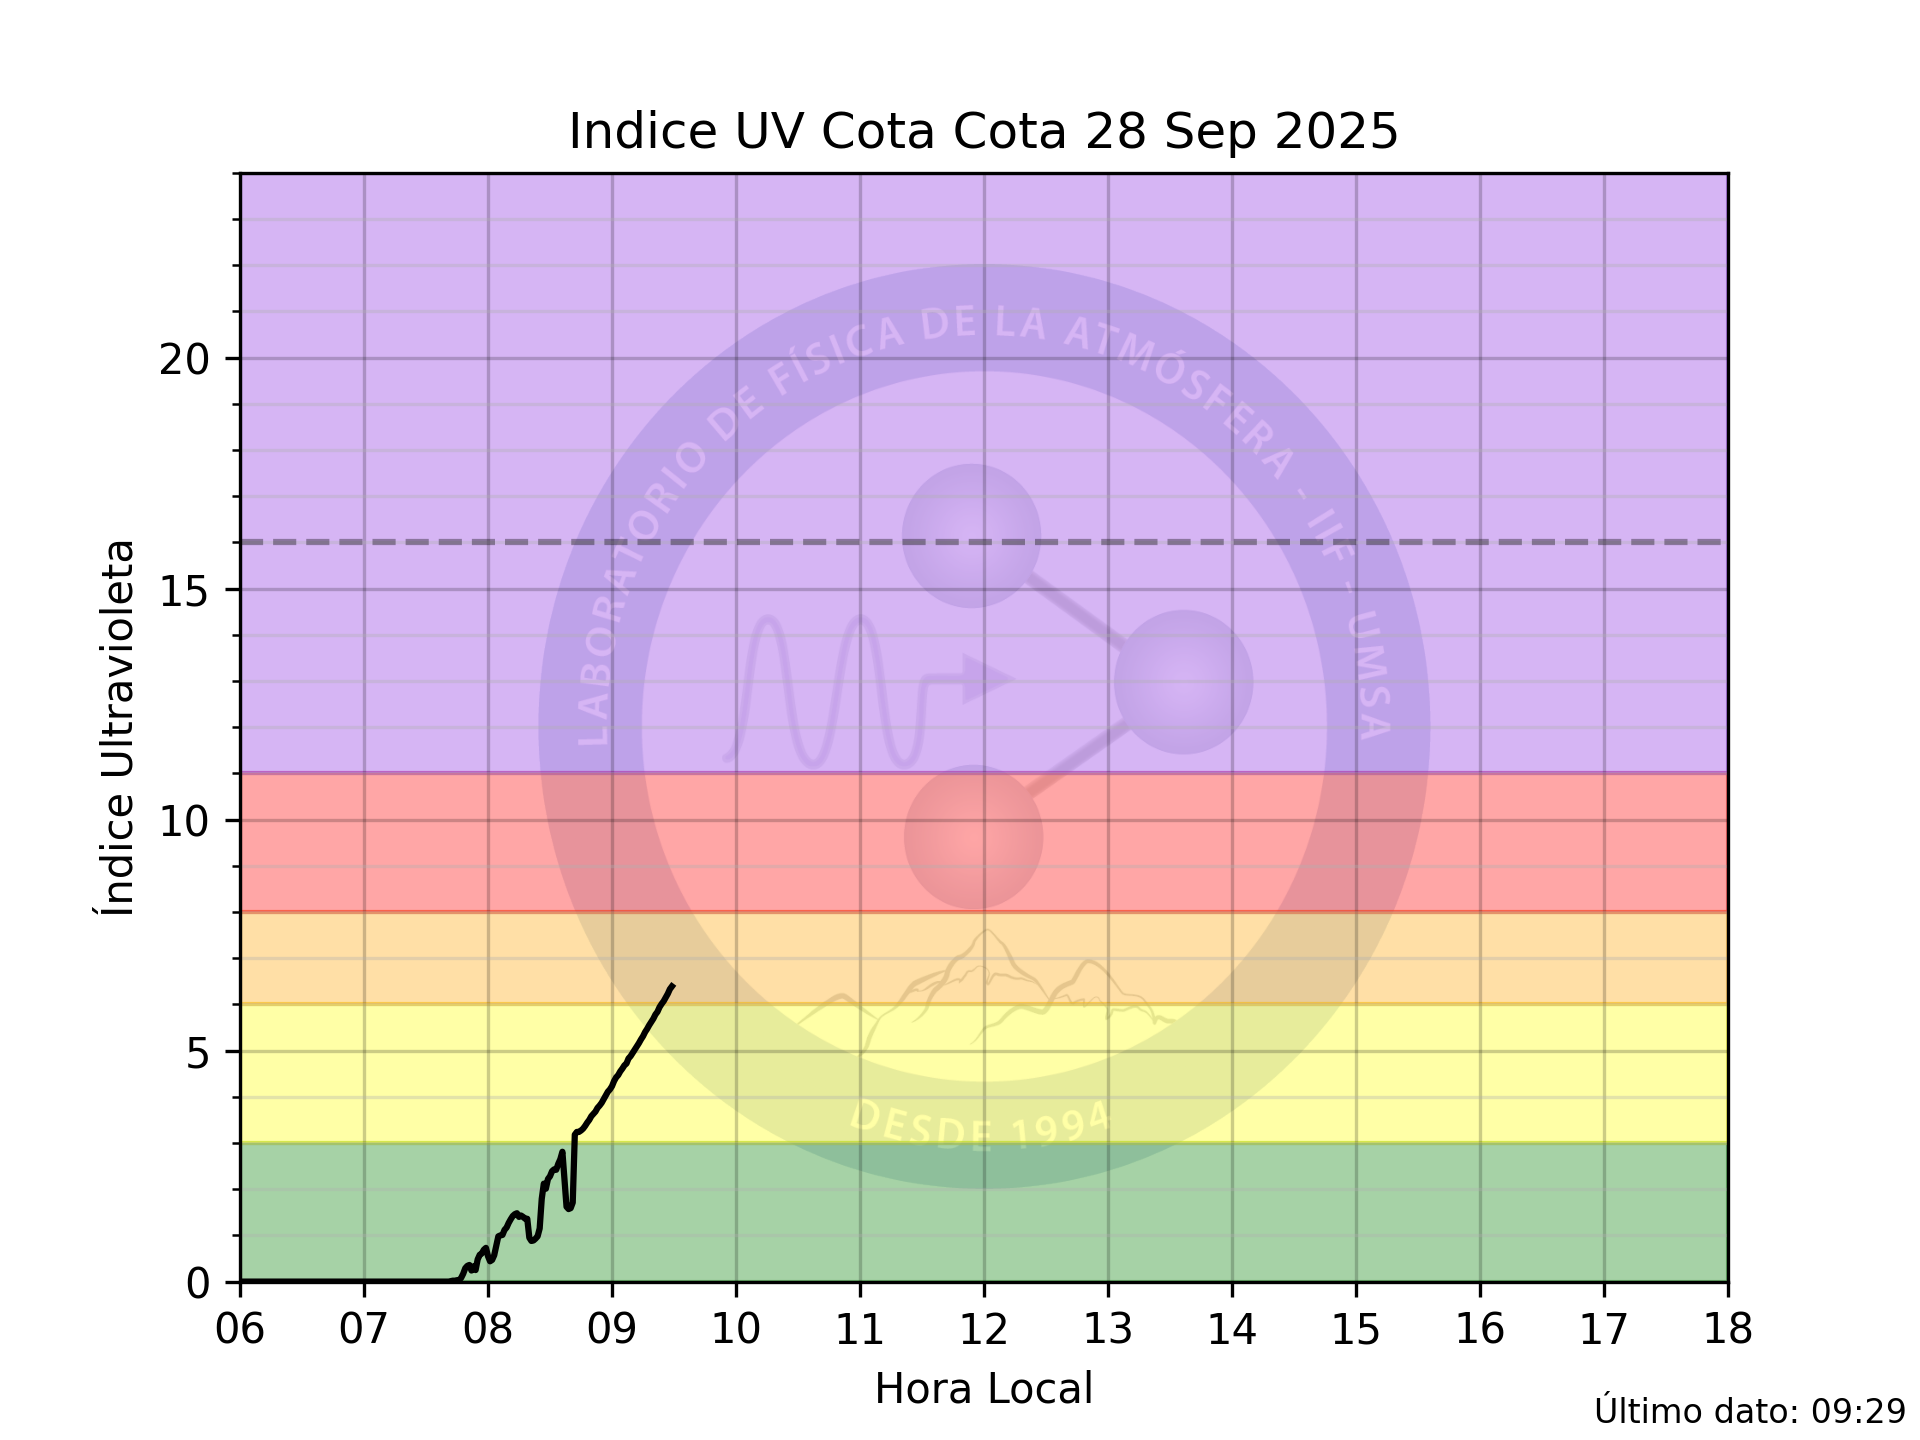 Indice UV Cota Cota 28 Sep 2025
Índice Ultravioleta
20
15
10
5
0
LABORATORIO DE FÍSICA DE LA ATMÓSFERA - IIF - UMSA
DESDE 1994
06 07 08 09 10 11 12 13 14 15 16 17 18
Hora Local
Último dato: 09:29